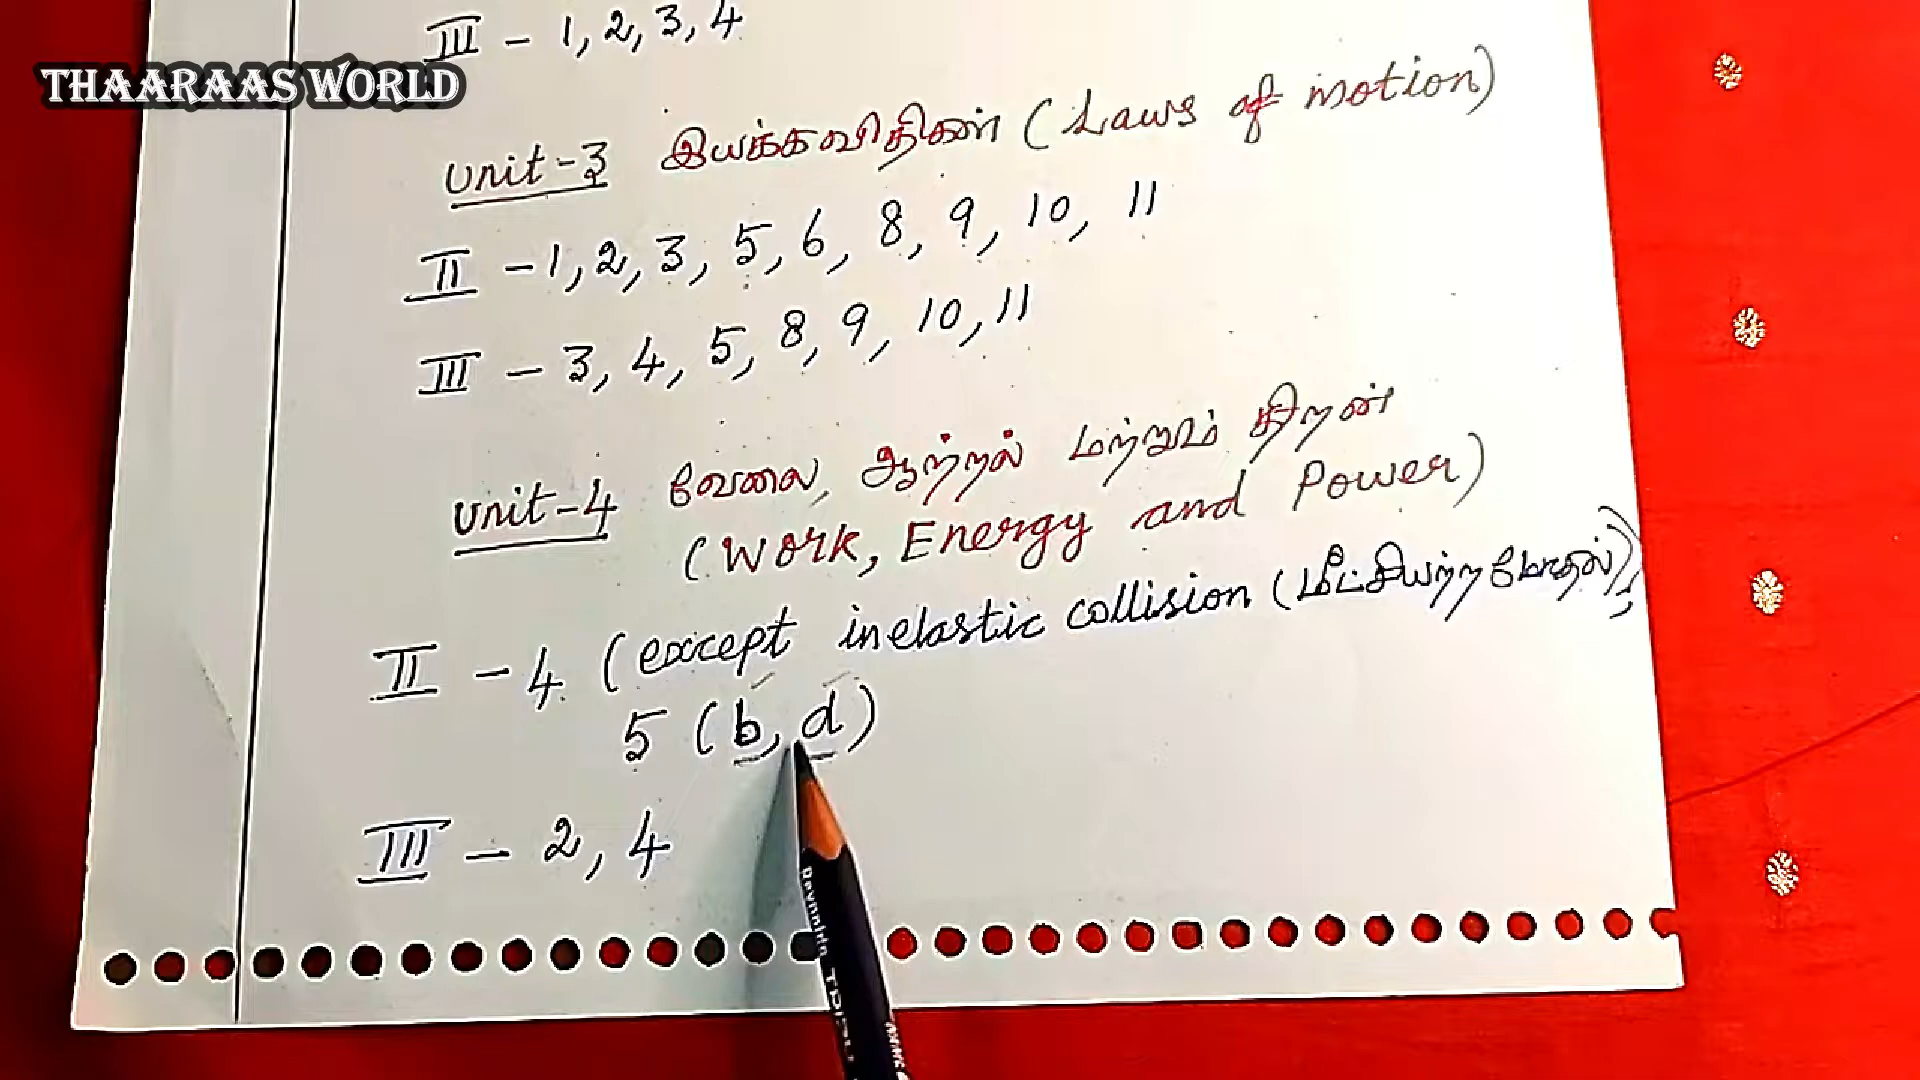 III - 1, 2, 3, 4
THAARAAS WORLD
Unit-3 இயக்கவிதிகள் (Laws of motion)
II - 1, 2, 3, 5, 6, 8, 9, 10, 11
III - 3, 4, 5, 8, 9, 10, 11
Unit-4 வேலை, ஆற்றல் மற்றும் திறன்
(Work, Energy and Power)
II - 4 (except inelastic collision (மீட்சியற்ற மோதல்)),
5 (b, d)
III - 2, 4